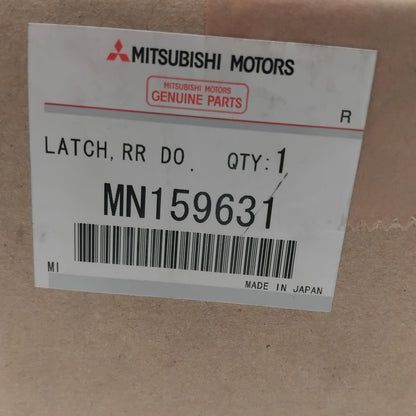 MITSUBISHI MOTORS
MITSUBISHI MOTORS
GENUINE PARTS
R
LATCH, RR DO. QTY:1
MN159631
MI
MADE IN JAPAN